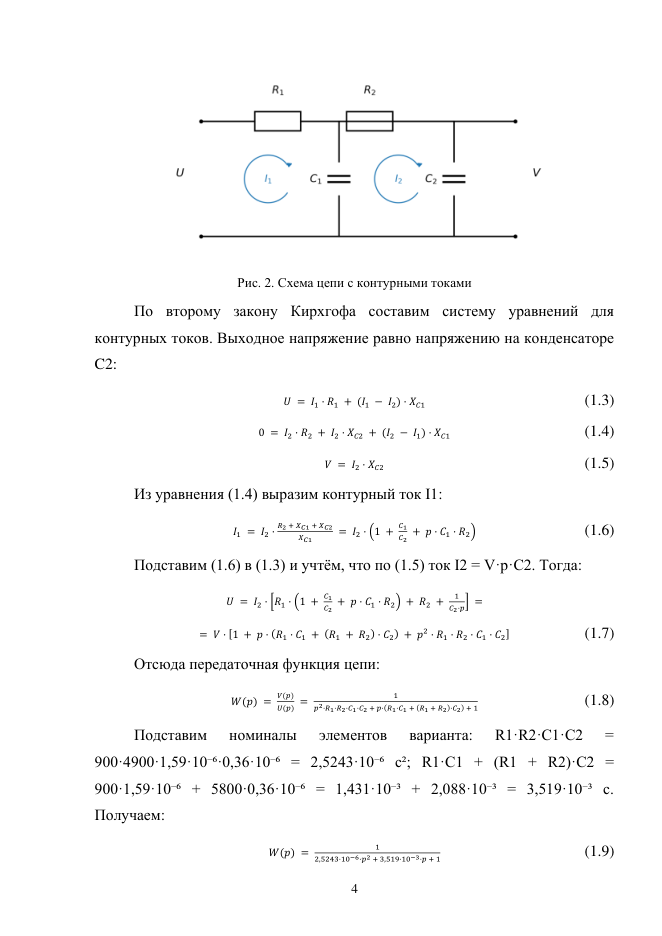 R₁ R₂
U I₁ C₁ I₂ C₂ V
Рис. 2. Схема цепи с контурными токами
По второму закону Кирхгофа составим систему уравнений для
контурных токов. Выходное напряжение равно напряжению на конденсаторе
C2:
U = I₁ · R₁ + (I₁ − I₂) · X_C1 (1.3)
0 = I₂ · R₂ + I₂ · X_C2 + (I₂ − I₁) · X_C1 (1.4)
V = I₂ · X_C2 (1.5)
Из уравнения (1.4) выразим контурный ток I1:
I₁ = I₂ · (R₂ + X_C1 + X_C2)/X_C1 = I₂ · (1 + C₁/C₂ + p · C₁ · R₂) (1.6)
Подставим (1.6) в (1.3) и учтём, что по (1.5) ток I2 = V·p·C2. Тогда:
U = I₂ · [R₁ · (1 + C₁/C₂ + p · C₁ · R₂) + R₂ + 1/(C₂·p)] =
= V · [1 + p · (R₁ · C₁ + (R₁ + R₂) · C₂) + p² · R₁ · R₂ · C₁ · C₂] (1.7)
Отсюда передаточная функция цепи:
W(p) = V(p)/U(p) = 1/(p²·R₁·R₂·C₁·C₂ + p·(R₁·C₁ + (R₁ + R₂)·C₂) + 1) (1.8)
Подставим номиналы элементов варианта: R1·R2·C1·C2 =
900·4900·1,59·10⁻⁶·0,36·10⁻⁶ = 2,5243·10⁻⁶ с²; R1·C1 + (R1 + R2)·C2 =
900·1,59·10⁻⁶ + 5800·0,36·10⁻⁶ = 1,431·10⁻³ + 2,088·10⁻³ = 3,519·10⁻³ с.
Получаем:
W(p) = 1/(2,5243·10⁻⁶·p² + 3,519·10⁻³·p + 1) (1.9)
4